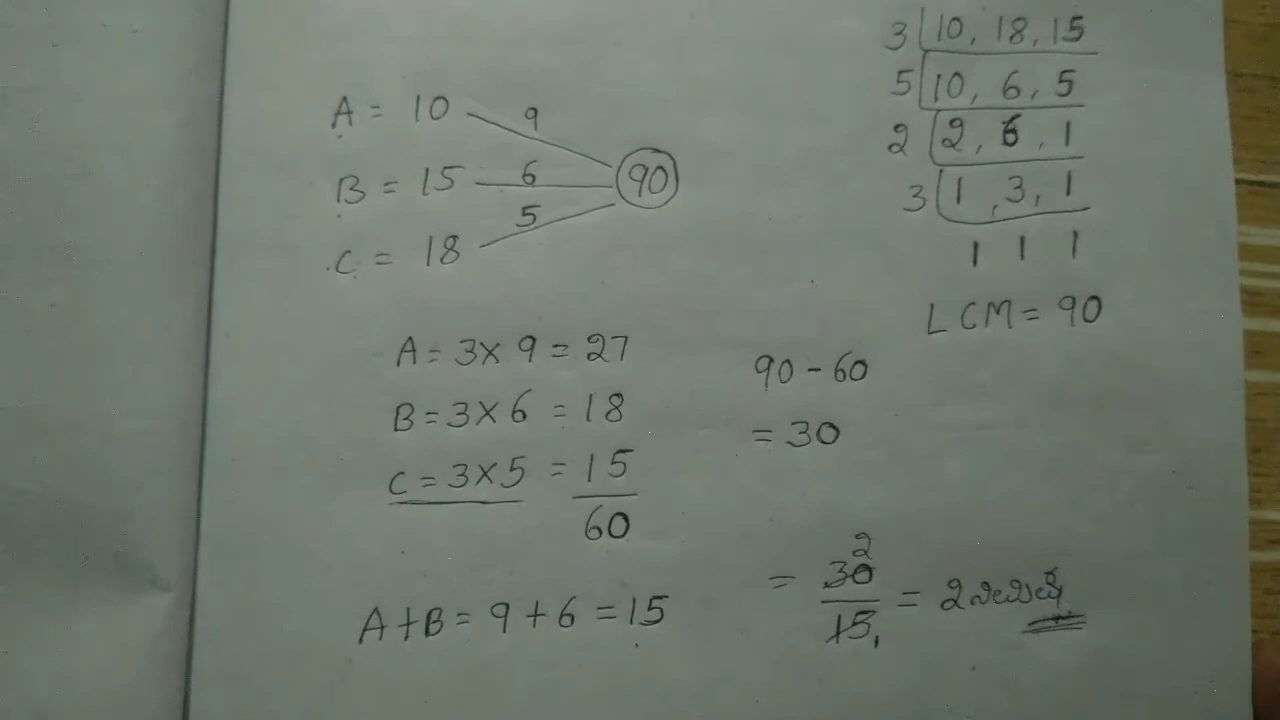 A = 10 9
B = 15 6 90
C = 18 5
3 10, 18, 15
5 10, 6, 5
2 2, 6, 1
3 1, 3, 1
1 1 1
LCM = 90
A = 3 × 9 = 27
B = 3 × 6 = 18
C = 3 × 5 = 15
60
90 - 60
= 30
A + B = 9 + 6 = 15
= 30/15 = 2
2
1